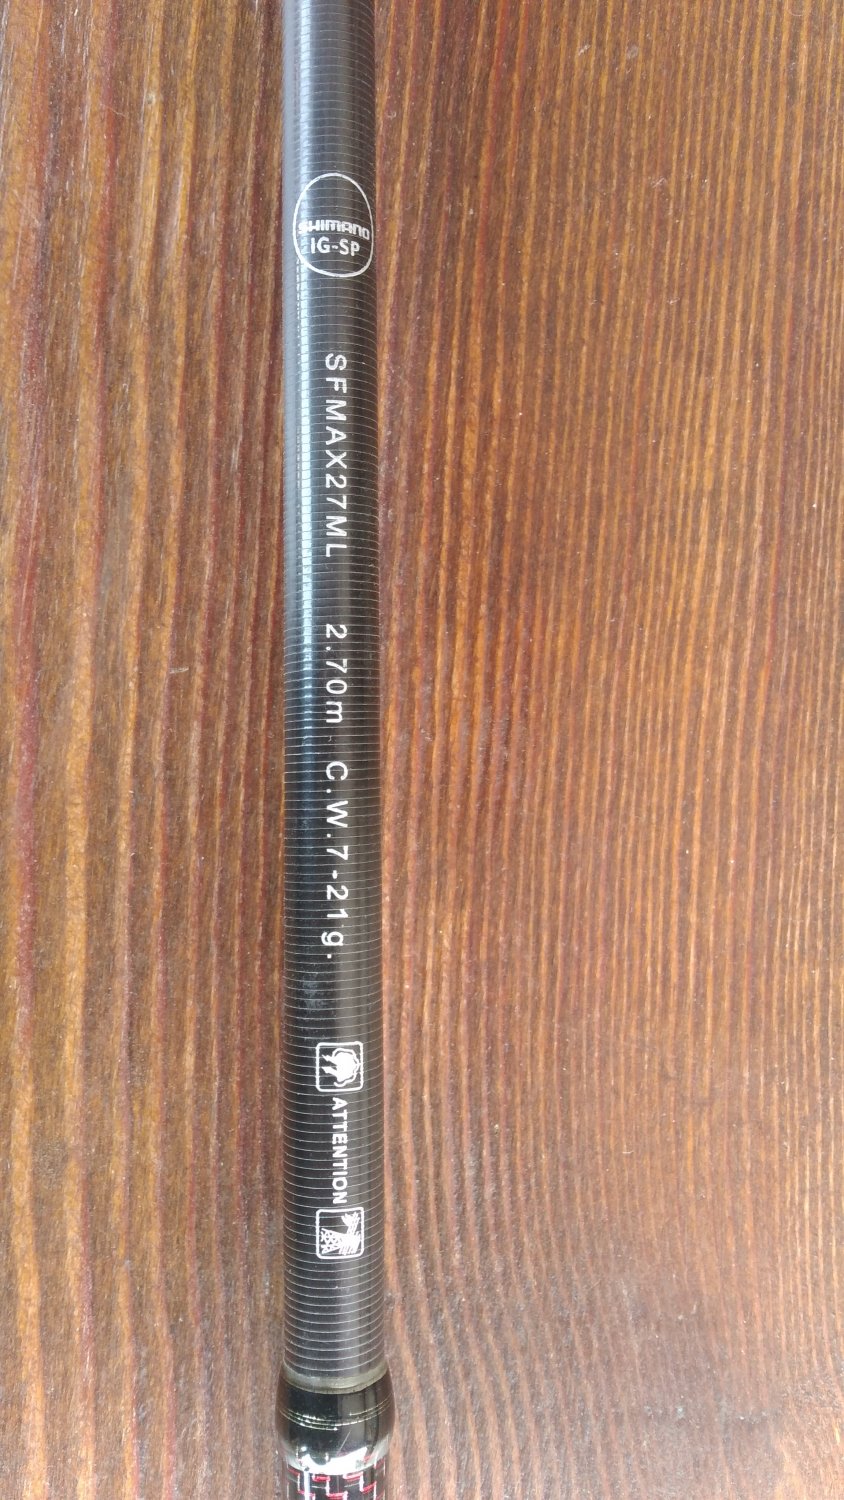 SHIMANO
IG-SP
SFMAX27ML 2.70m C.W.7-21g.
ATTENTION